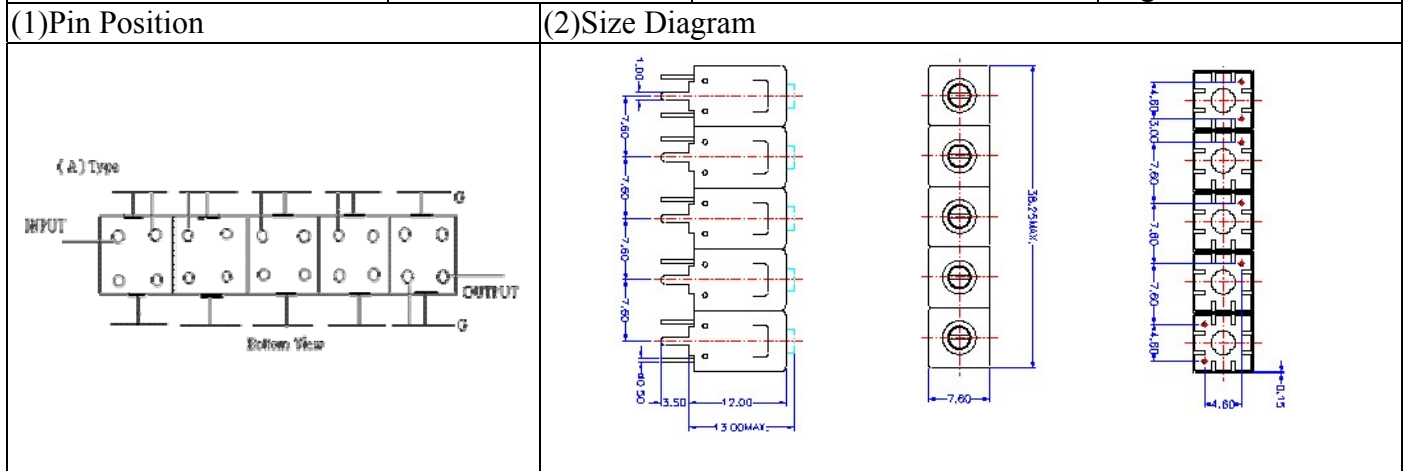 (1)Pin Position
(2)Size Diagram
(A) Type
G
INPUT
OUTPUT
G
Bottom View
1.00
7.60
7.60
7.60
7.60
ø0.50
3.50
12.00
13.00MAX.
38.25MAX.
7.60
4.60
3.00
7.60
7.60
7.60
4.60
4.60
0.15